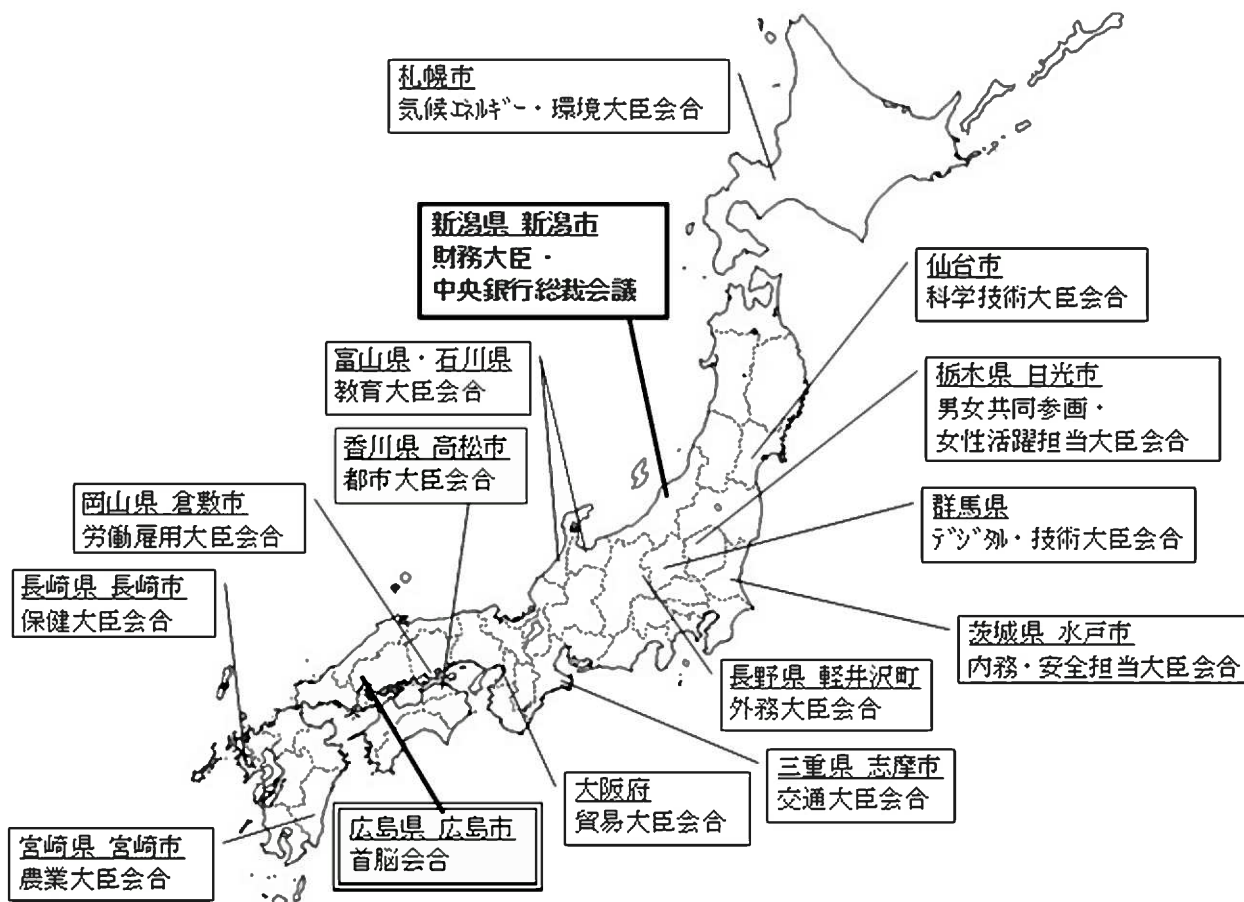 札幌市
気候エネルギー・環境大臣会合
新潟県 新潟市
財務大臣・
中央銀行総裁会議
仙台市
科学技術大臣会合
富山県・石川県
教育大臣会合
栃木県 日光市
男女共同参画・
女性活躍担当大臣会合
香川県 高松市
都市大臣会合
岡山県 倉敷市
労働雇用大臣会合
群馬県
デジタル・技術大臣会合
長崎県 長崎市
保健大臣会合
茨城県 水戸市
内務・安全担当大臣会合
長野県 軽井沢町
外務大臣会合
三重県 志摩市
交通大臣会合
大阪府
貿易大臣会合
広島県 広島市
首脳会合
宮崎県 宮崎市
農業大臣会合